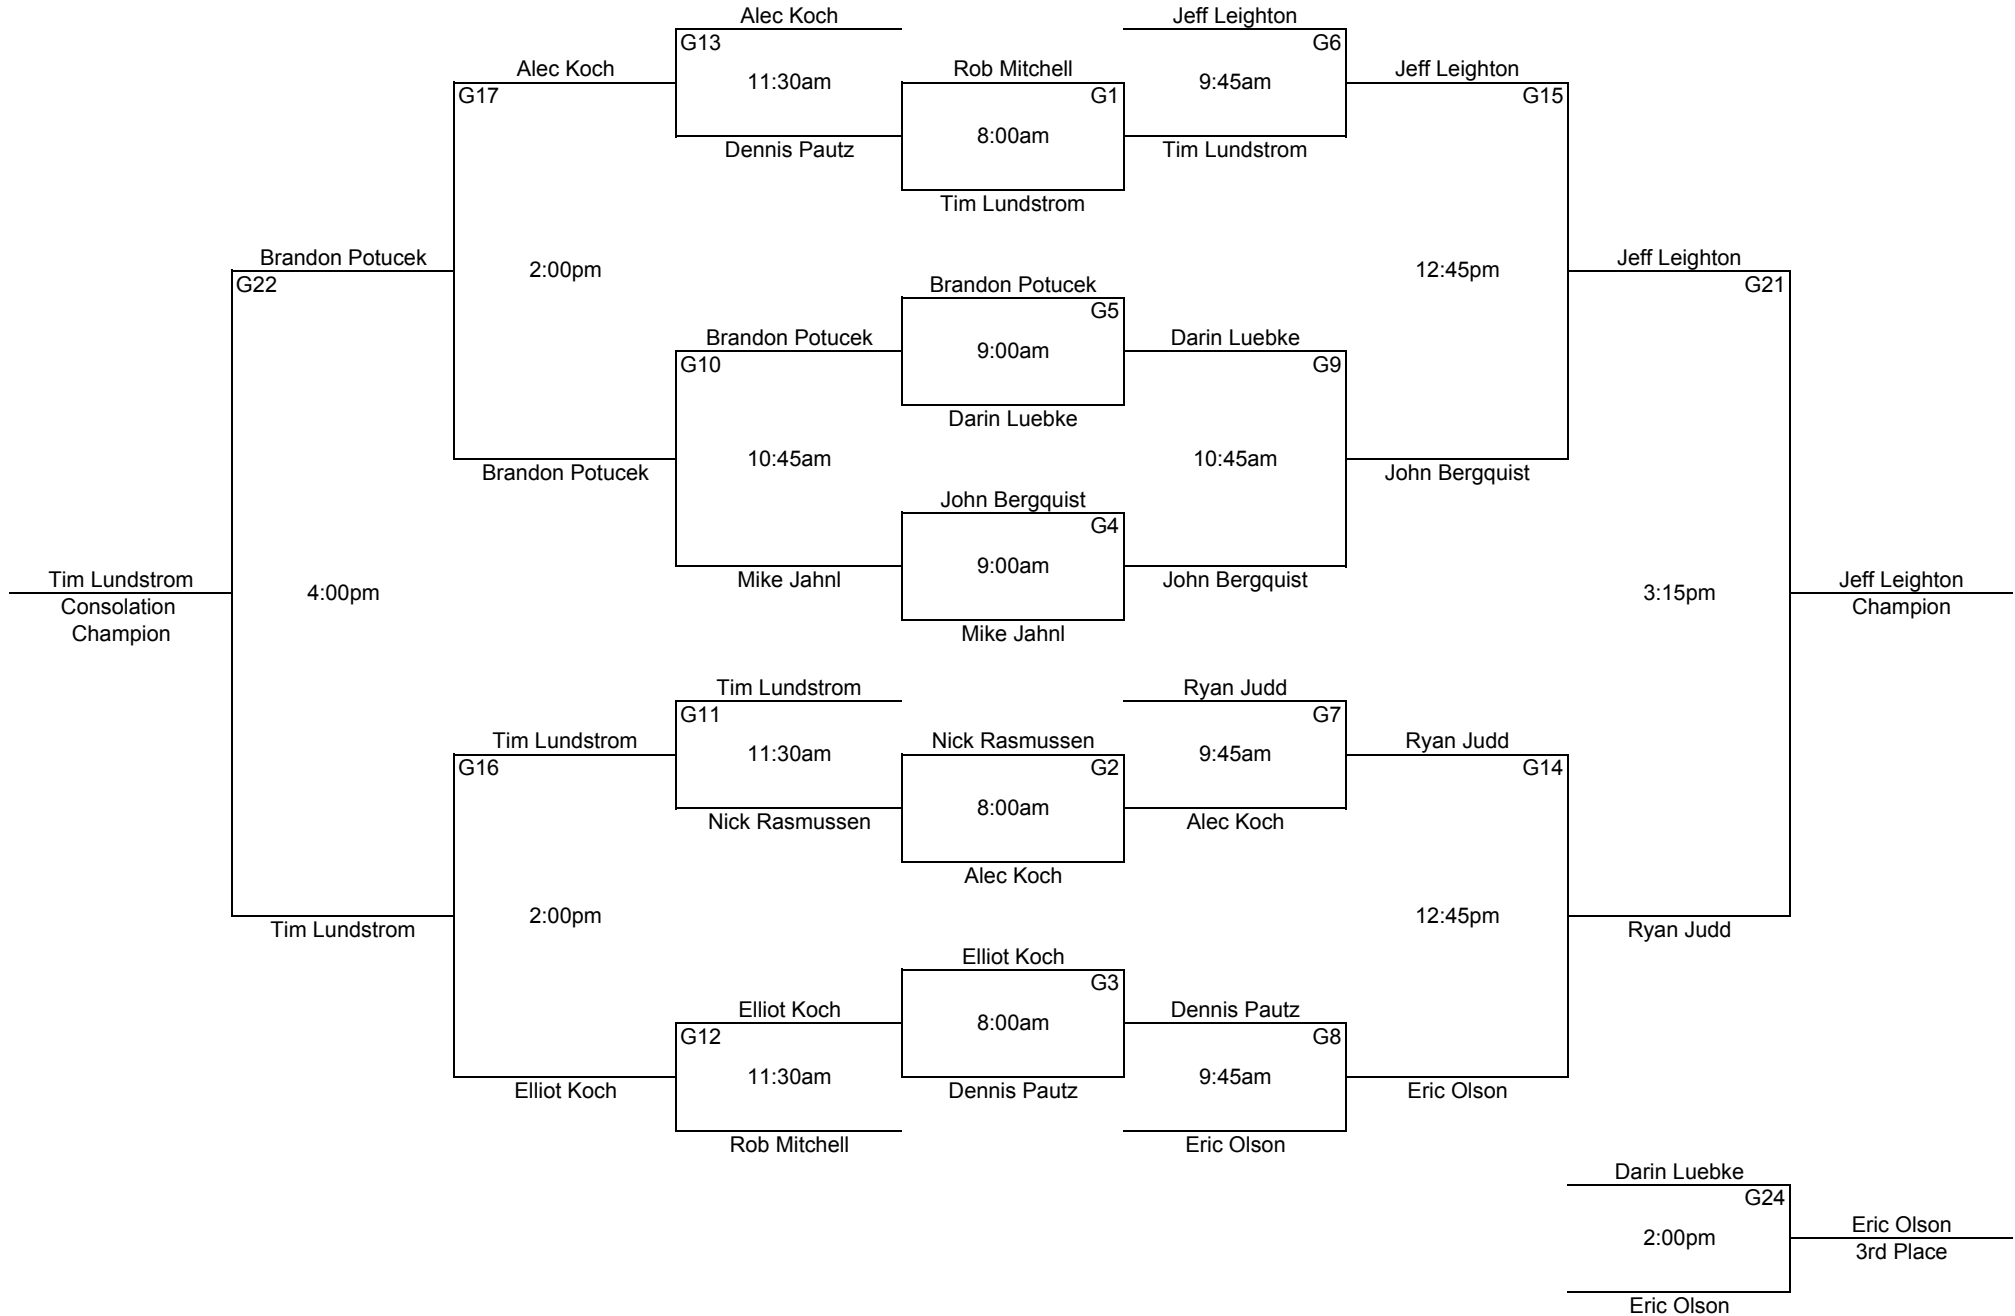 Alec Koch
Jeff Leighton
G13
G6
Alec Koch
11:30am
Rob Mitchell
9:45am
Jeff Leighton
G17
G1
G15
8:00am
Dennis Pautz
Tim Lundstrom
Tim Lundstrom
Brandon Potucek
2:00pm
12:45pm
Jeff Leighton
G22
Brandon Potucek
G21
G5
Brandon Potucek
9:00am
Darin Luebke
G10
G9
Darin Luebke
Brandon Potucek
10:45am
10:45am
John Bergquist
John Bergquist
G4
9:00am
Mike Jahnl
John Bergquist
Tim Lundstrom
Consolation
Champion
4:00pm
3:15pm
Jeff Leighton
Champion
Mike Jahnl
Tim Lundstrom
Ryan Judd
G11
G7
Tim Lundstrom
11:30am
Nick Rasmussen
9:45am
Ryan Judd
G16
G2
G14
8:00am
Nick Rasmussen
Alec Koch
Alec Koch
2:00pm
12:45pm
Tim Lundstrom
Ryan Judd
Elliot Koch
G3
Elliot Koch
8:00am
Dennis Pautz
G12
G8
11:30am
9:45am
Elliot Koch
Dennis Pautz
Eric Olson
Rob Mitchell
Eric Olson
Darin Luebke
G24
2:00pm
Eric Olson
3rd Place
Eric Olson